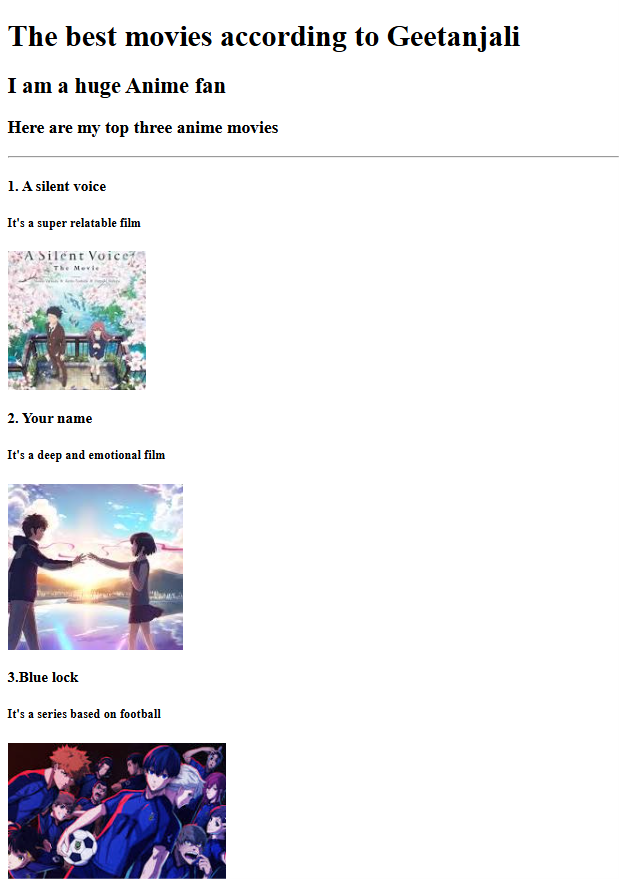 The best movies according to Geetanjali
I am a huge Anime fan
Here are my top three anime movies
1. A silent voice
It's a super relatable film
A Silent Voice
The Movie
2. Your name
It's a deep and emotional film
3.Blue lock
It's a series based on football